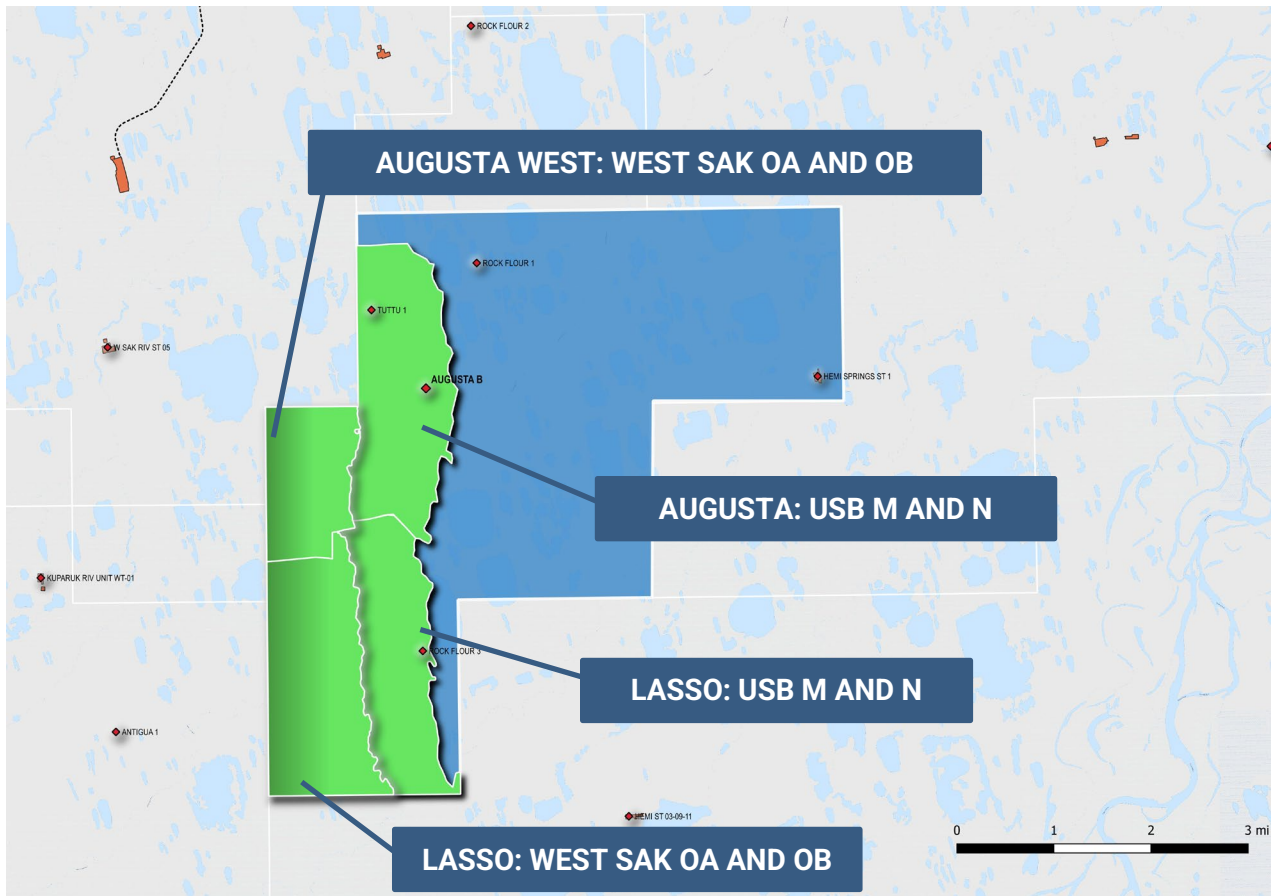 ROCK FLOUR 2
AUGUSTA WEST: WEST SAK OA AND OB
ROCK FLOUR 1
TUTTU 1
W SAK RIV ST 05
HEMI SPRINGS ST 1
AUGUSTA B
AUGUSTA: USB M AND N
KUPARUK RIV UNIT WT-01
ROCK FLOUR 3
LASSO: USB M AND N
ANTIGUA 1
HEMI ST 03-09-11
0 1 2 3 mi
LASSO: WEST SAK OA AND OB